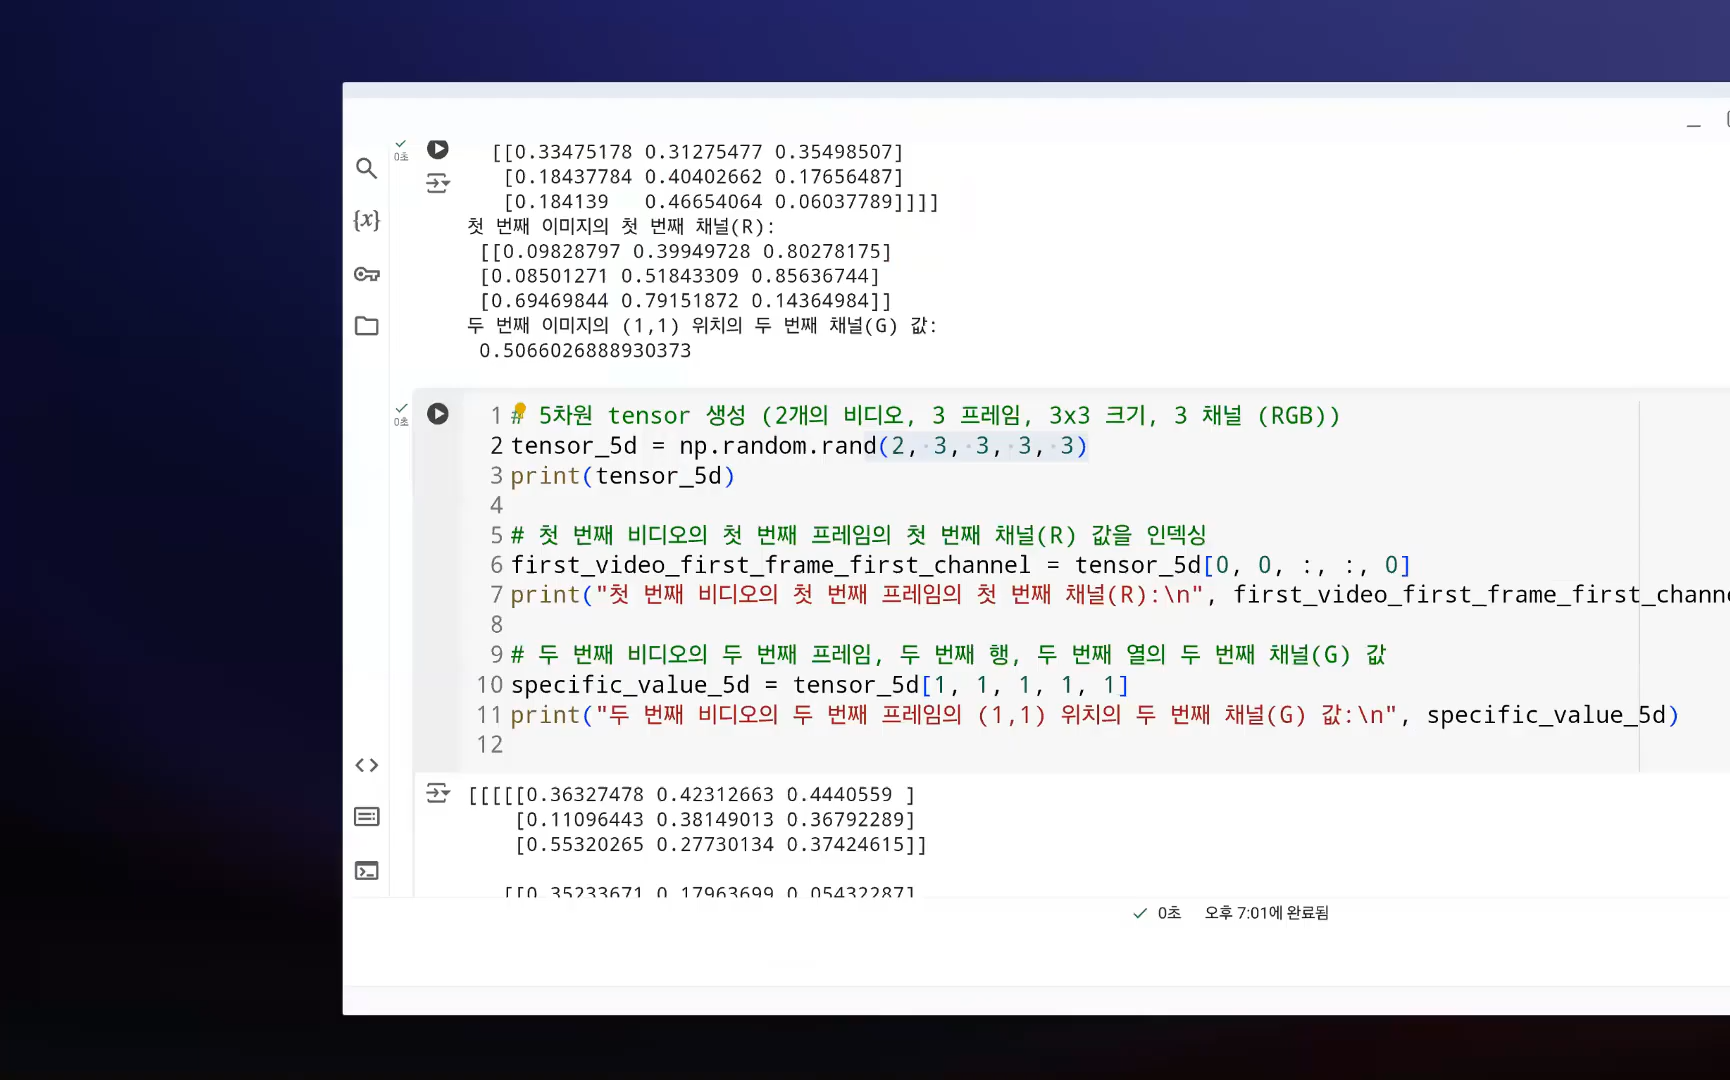 [[0.33475178 0.31275477 0.35498507]
[0.18437784 0.40402662 0.17656487]
[0.184139   0.46654064 0.06037789]]]]
첫 번째 이미지의 첫 번째 채널(R):
[[0.09828797 0.39949728 0.80278175]
[0.08501271 0.51843309 0.85636744]
[0.69469844 0.79151872 0.14364984]]
두 번째 이미지의 (1,1) 위치의 두 번째 채널(G) 값:
0.5066026888930373
0초
{x}
0초
1 # 5차원 tensor 생성 (2개의 비디오, 3 프레임, 3x3 크기, 3 채널 (RGB))
2 tensor_5d = np.random.rand(2, 3, 3, 3, 3)
3 print(tensor_5d)
4
5 # 첫 번째 비디오의 첫 번째 프레임의 첫 번째 채널(R) 값을 인덱싱
6 first_video_first_frame_first_channel = tensor_5d[0, 0, :, :, 0]
7 print("첫 번째 비디오의 첫 번째 프레임의 첫 번째 채널(R):\n", first_video_first_frame_first_chann
8
9 # 두 번째 비디오의 두 번째 프레임, 두 번째 행, 두 번째 열의 두 번째 채널(G) 값
10 specific_value_5d = tensor_5d[1, 1, 1, 1, 1]
11 print("두 번째 비디오의 두 번째 프레임의 (1,1) 위치의 두 번째 채널(G) 값:\n", specific_value_5d)
12
[[[[[0.36327478 0.42312663 0.4440559 ]
[0.11096443 0.38149013 0.36792289]
[0.55320265 0.27730134 0.37424615]]
[[0.35233671 0.17963699 0.05432287]
0초 오후 7:01에 완료됨